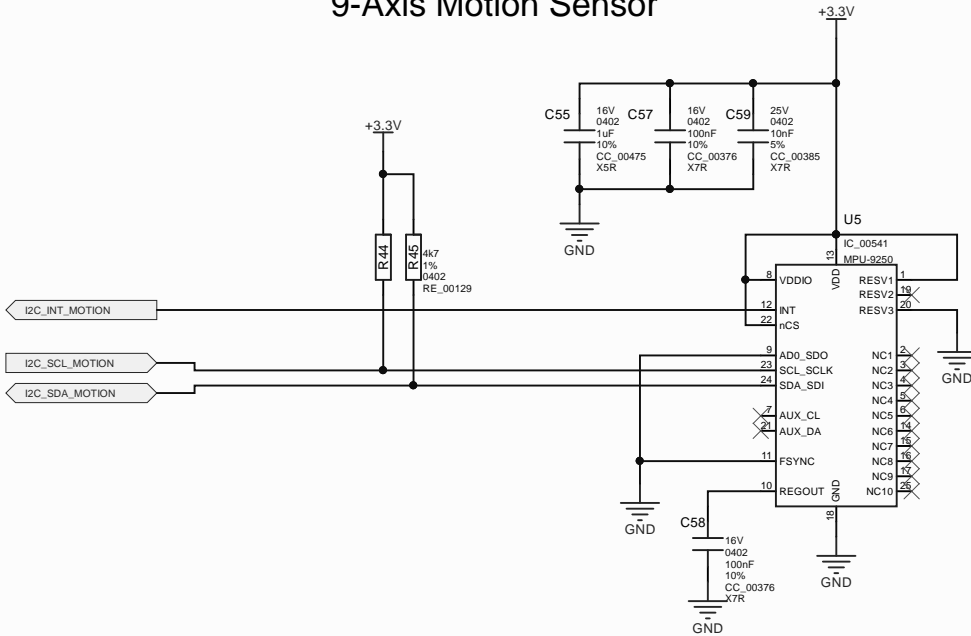 9-Axis Motion Sensor
+3.3V
C55
16V
0402
1uF
10%
CC_00475
X5R
C57
16V
0402
100nF
10%
CC_00376
X7R
C59
25V
0402
10nF
5%
CC_00385
X7R
GND
+3.3V
R44
R45
4k7
1%
0402
RE_00129
U5
IC_00541
MPU-9250
13
VDD
8 VDDIO
RESV1 1
RESV2 19
I2C_INT_MOTION
12 INT
RESV3 20
22 nCS
I2C_SCL_MOTION
I2C_SDA_MOTION
9 AD0_SDO
NC1 2
23 SCL_SCLK
NC2 3
24 SDA_SDI
NC3 4
NC4 5
7 AUX_CL
NC5 6
21 AUX_DA
NC6 14
NC7 15
11 FSYNC
NC8 16
NC9 17
10 REGOUT
NC10 25
GND
18
GND
GND
GND
C58
16V
0402
100nF
10%
CC_00376
X7R
GND